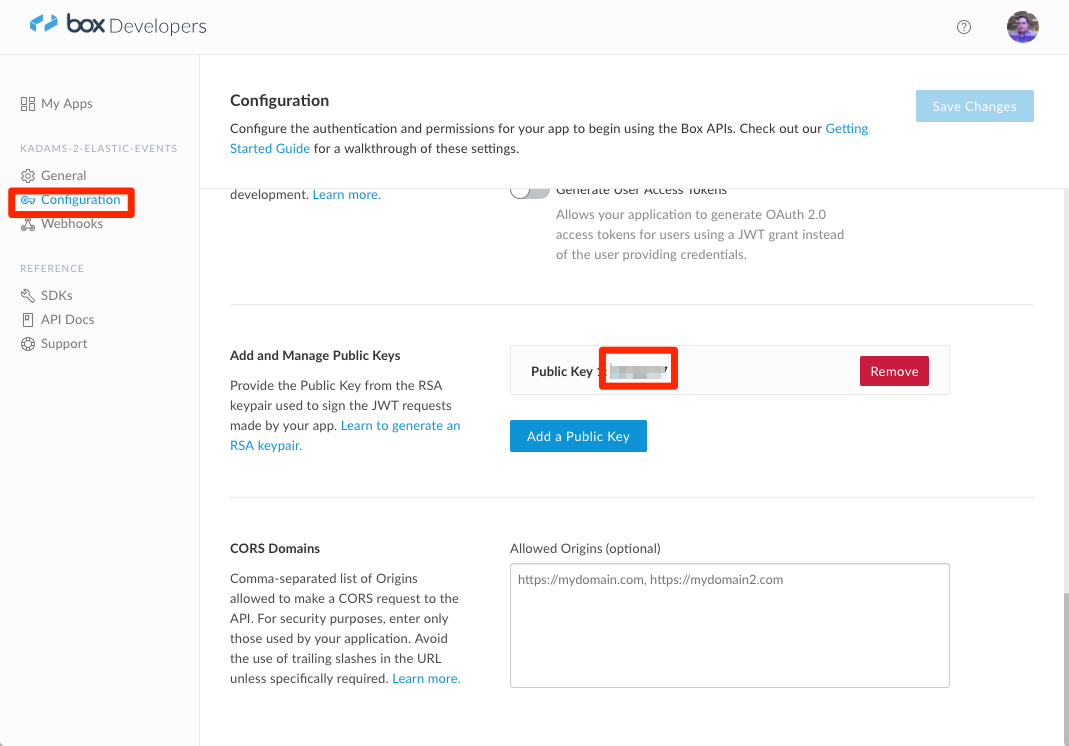 box Developers
My Apps
KADAMS-2-ELASTIC-EVENTS
General
Configuration
Webhooks
REFERENCE
SDKs
API Docs
Support
Configuration
Save Changes
Configure the authentication and permissions for your app to begin using the Box APIs. Check out our Getting
Started Guide for a walkthrough of these settings.
development. Learn more.
Generate User Access Tokens
Allows your application to generate OAuth 2.0
access tokens for users using a JWT grant instead
of the user providing credentials.
Add and Manage Public Keys
Provide the Public Key from the RSA
keypair used to sign the JWT requests
made by your app. Learn to generate an
RSA keypair.
Public Key 1:
Remove
Add a Public Key
CORS Domains
Comma-separated list of Origins
allowed to make a CORS request to the
API. For security purposes, enter only
those used by your application. Avoid
the use of trailing slashes in the URL
unless specifically required. Learn more.
Allowed Origins (optional)
https://mydomain.com, https://mydomain2.com